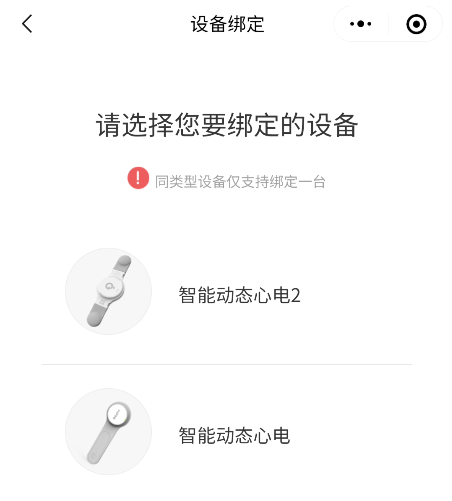 设备绑定
请选择您要绑定的设备
同类型设备仅支持绑定一台
智能动态心电2
智能动态心电